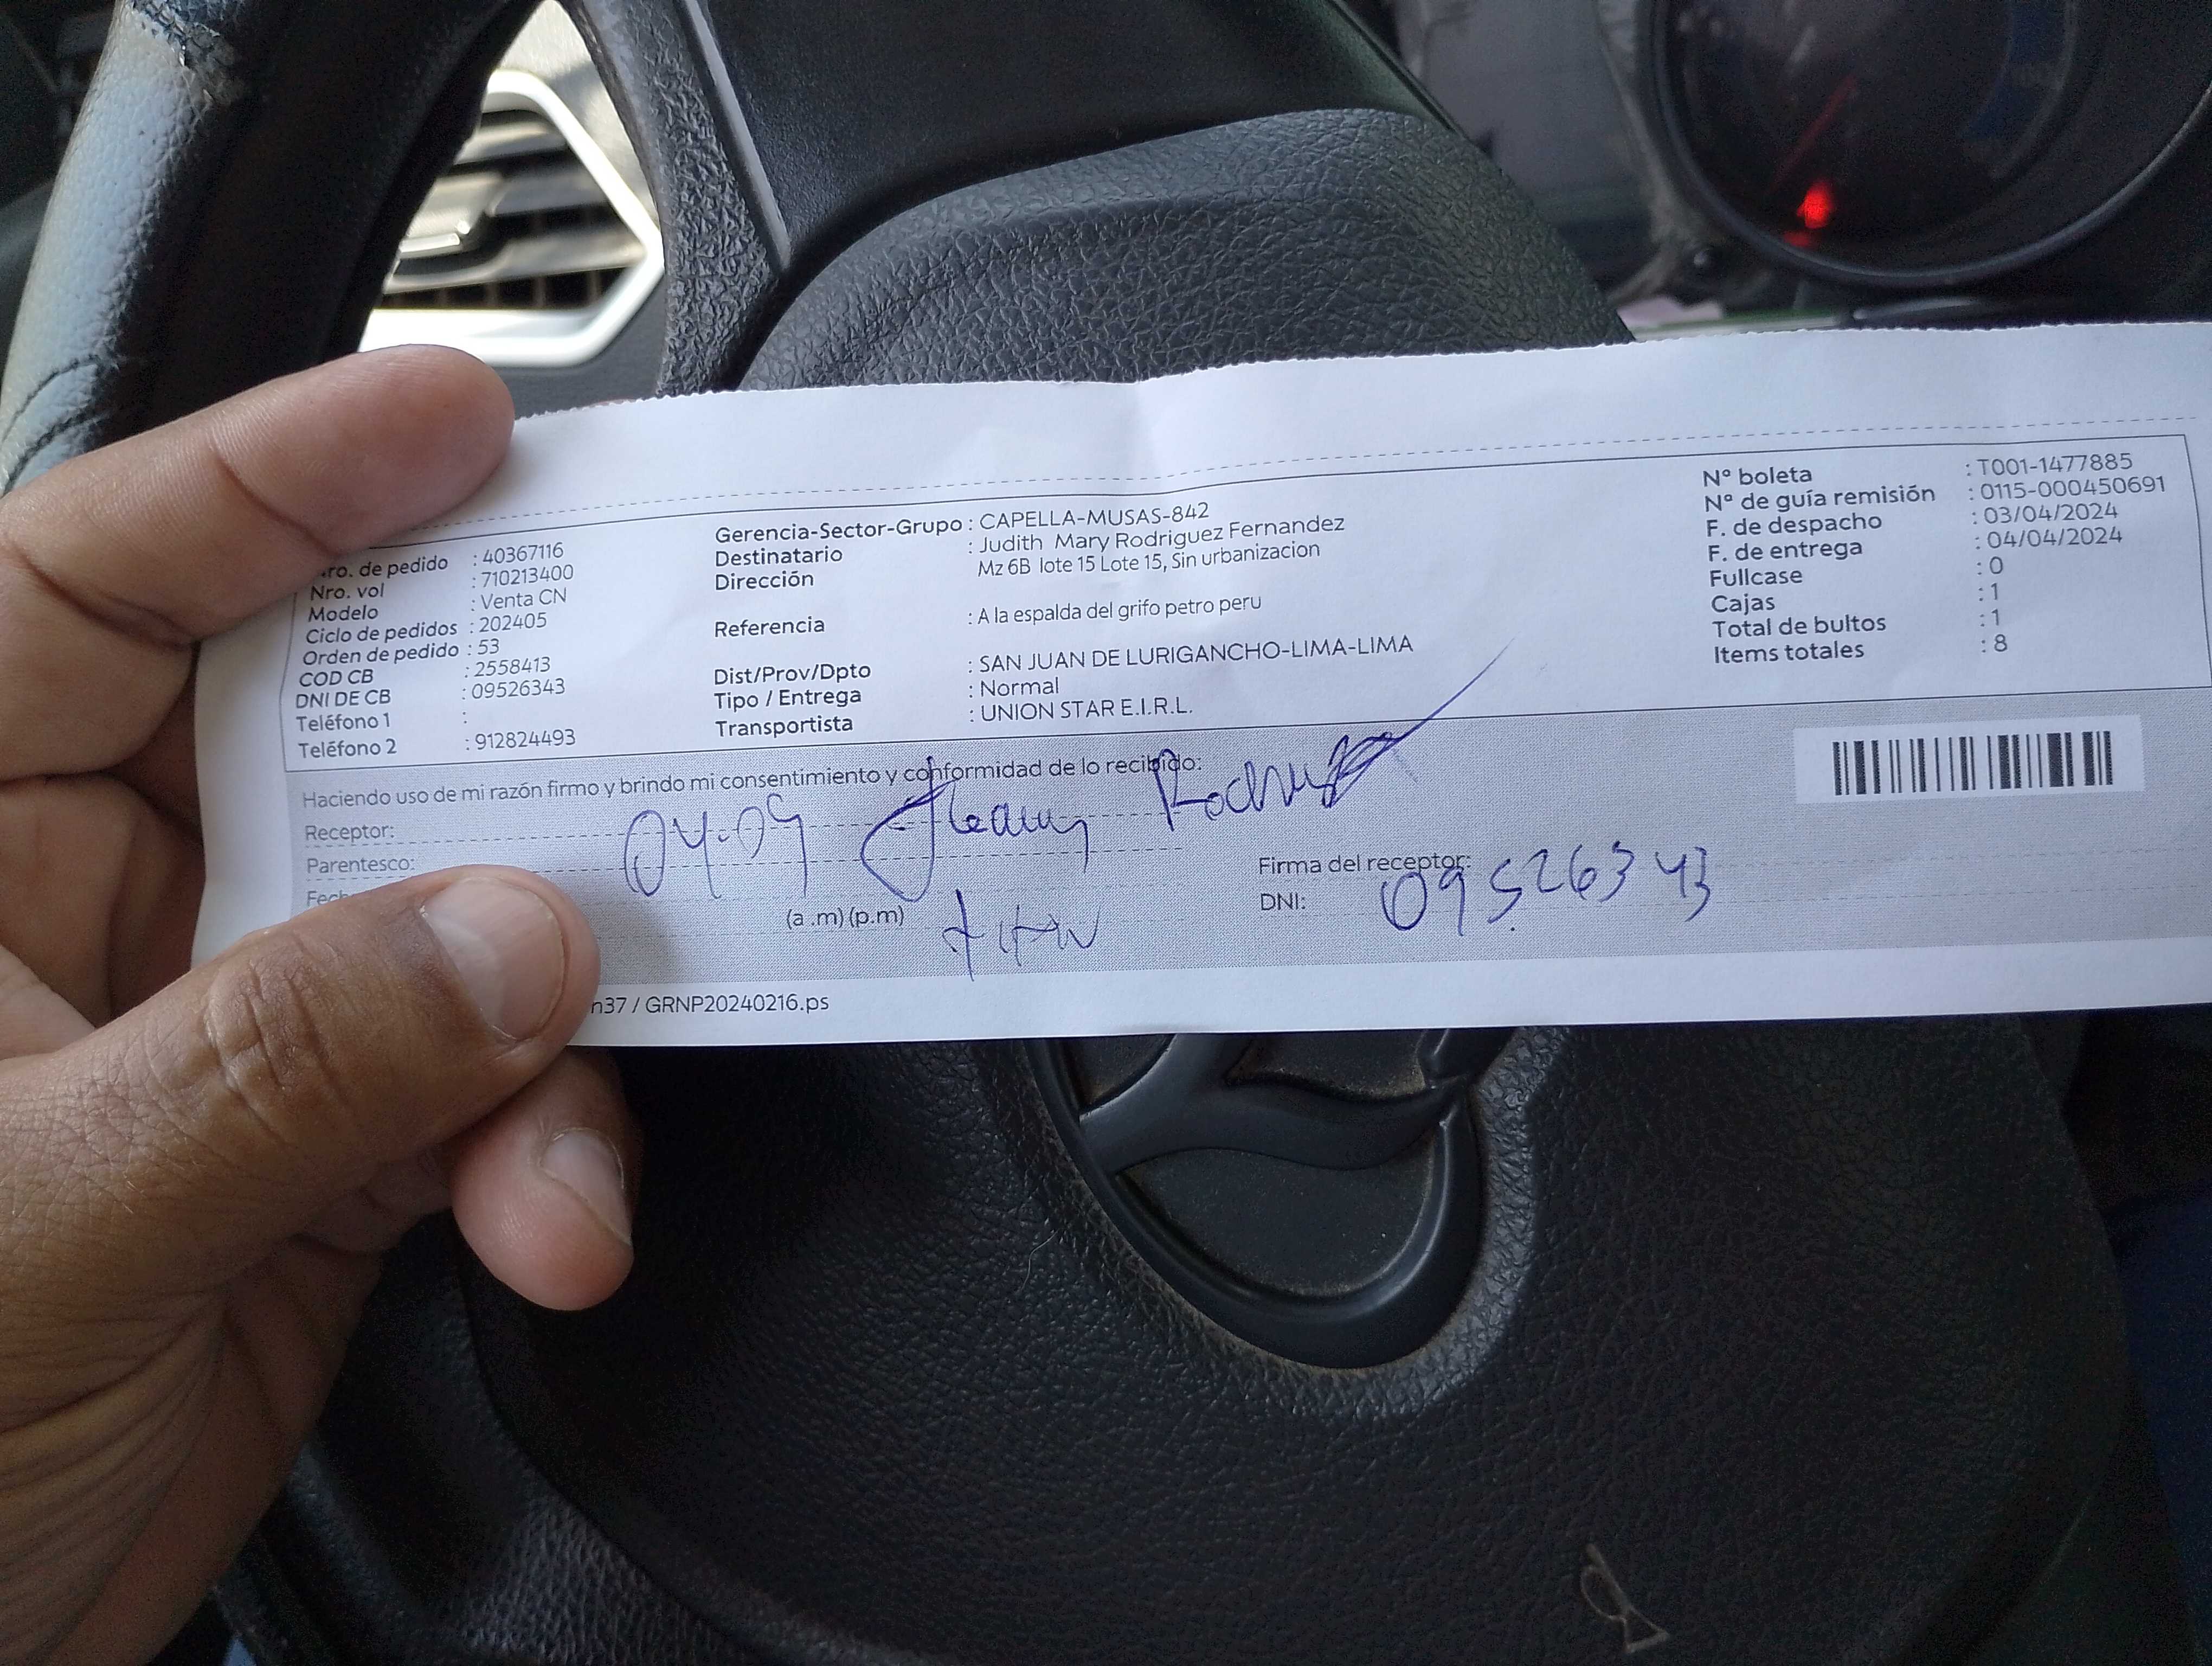 Nro. de pedido : 40367116
Nro. vol : 710213400
Modelo : Venta CN
Ciclo de pedidos : 202405
Orden de pedido : 53
COD CB : 2558413
DNI DE CB : 09526343
Teléfono 1 :
Teléfono 2 : 912824493
Gerencia-Sector-Grupo : CAPELLA-MUSAS-842
Destinatario : Judith Mary Rodriguez Fernandez
Dirección Mz 6B lote 15 Lote 15, Sin urbanizacion
Referencia : A la espalda del grifo petro peru
Dist/Prov/Dpto : SAN JUAN DE LURIGANCHO-LIMA-LIMA
Tipo / Entrega : Normal
Transportista : UNION STAR E.I.R.L.
Nº boleta : T001-1477885
Nº de guía remisión : 0115-000450691
F. de despacho : 03/04/2024
F. de entrega : 04/04/2024
Fullcase : 0
Cajas : 1
Total de bultos : 1
Items totales : 8
Haciendo uso de mi razón firmo y brindo mi consentimiento y conformidad de lo recibido:
Receptor:
Parentesco:
Fech
(a .m) (p.m)
Firma del receptor:
DNI: 09526343
n37 / GRNP20240216.ps